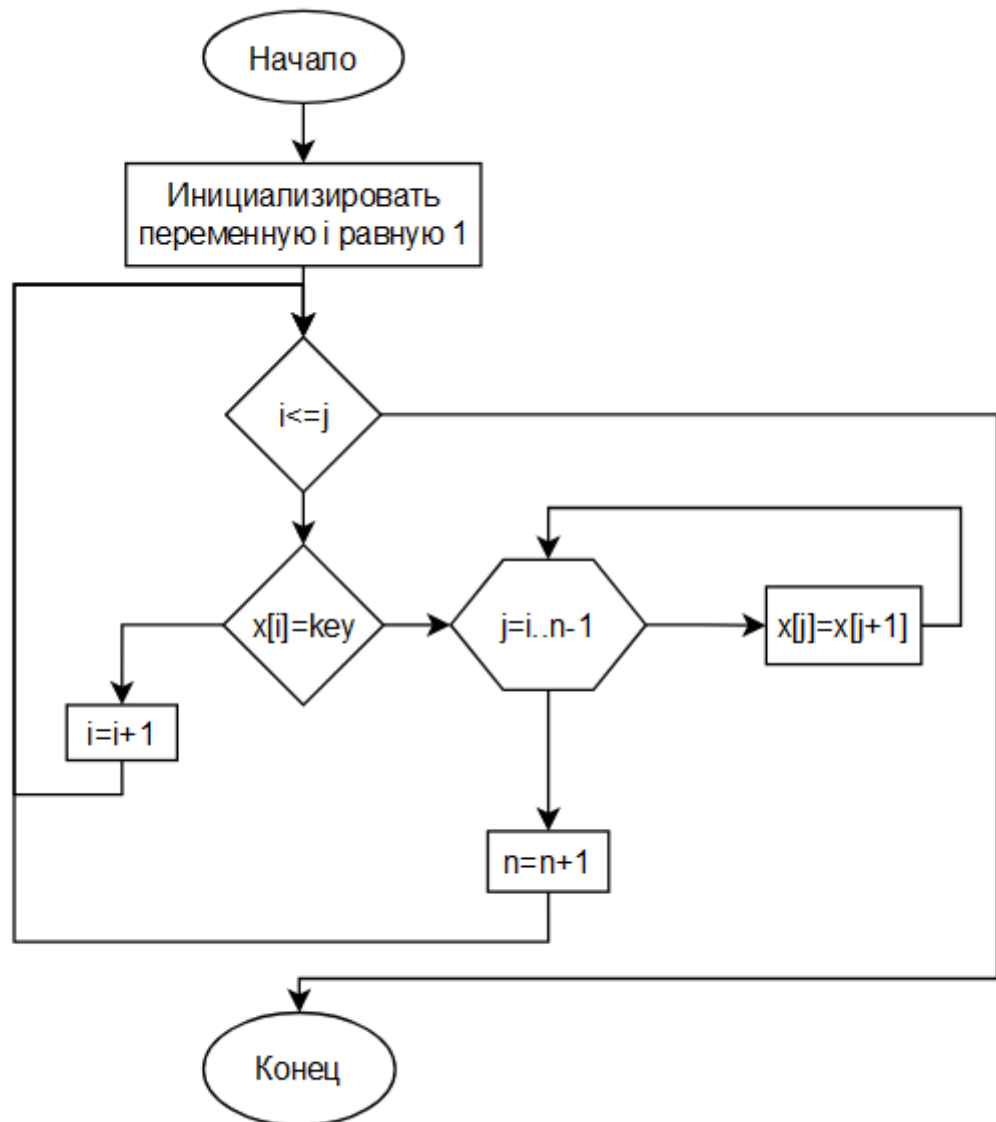 Начало
Инициализировать
переменную i равную 1
i<=j
x[i]=key
j=i..n-1
x[j]=x[j+1]
i=i+1
n=n+1
Конец